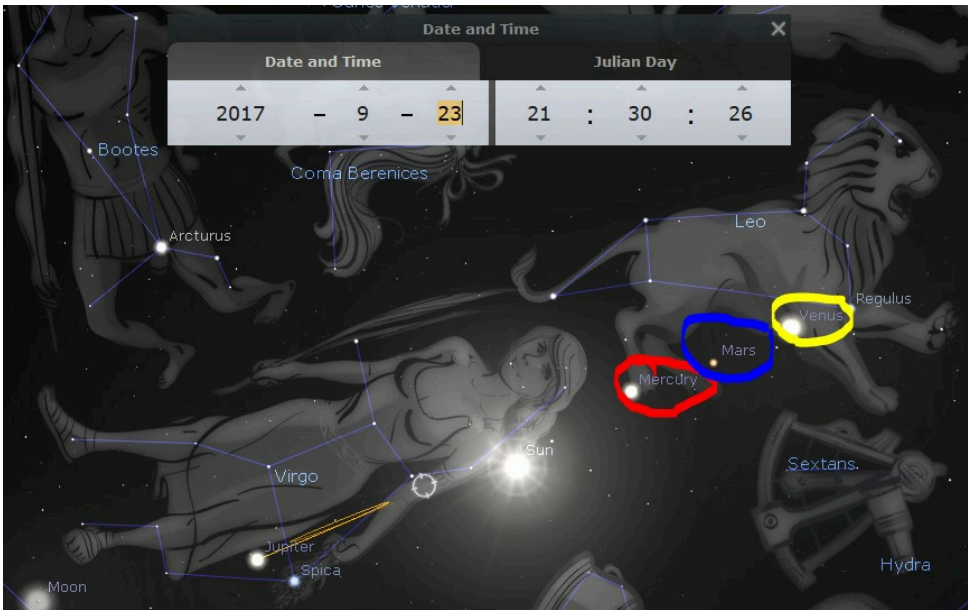 Date and Time
Date and Time
Julian Day
2017 – 9 – 23
21 : 30 : 26
Bootes
Coma Berenices
Leo
Arcturus
Regulus
Venus
Mars
Mercury
Sun
Sextans
Virgo
Jupiter
Spica
Hydra
Moon